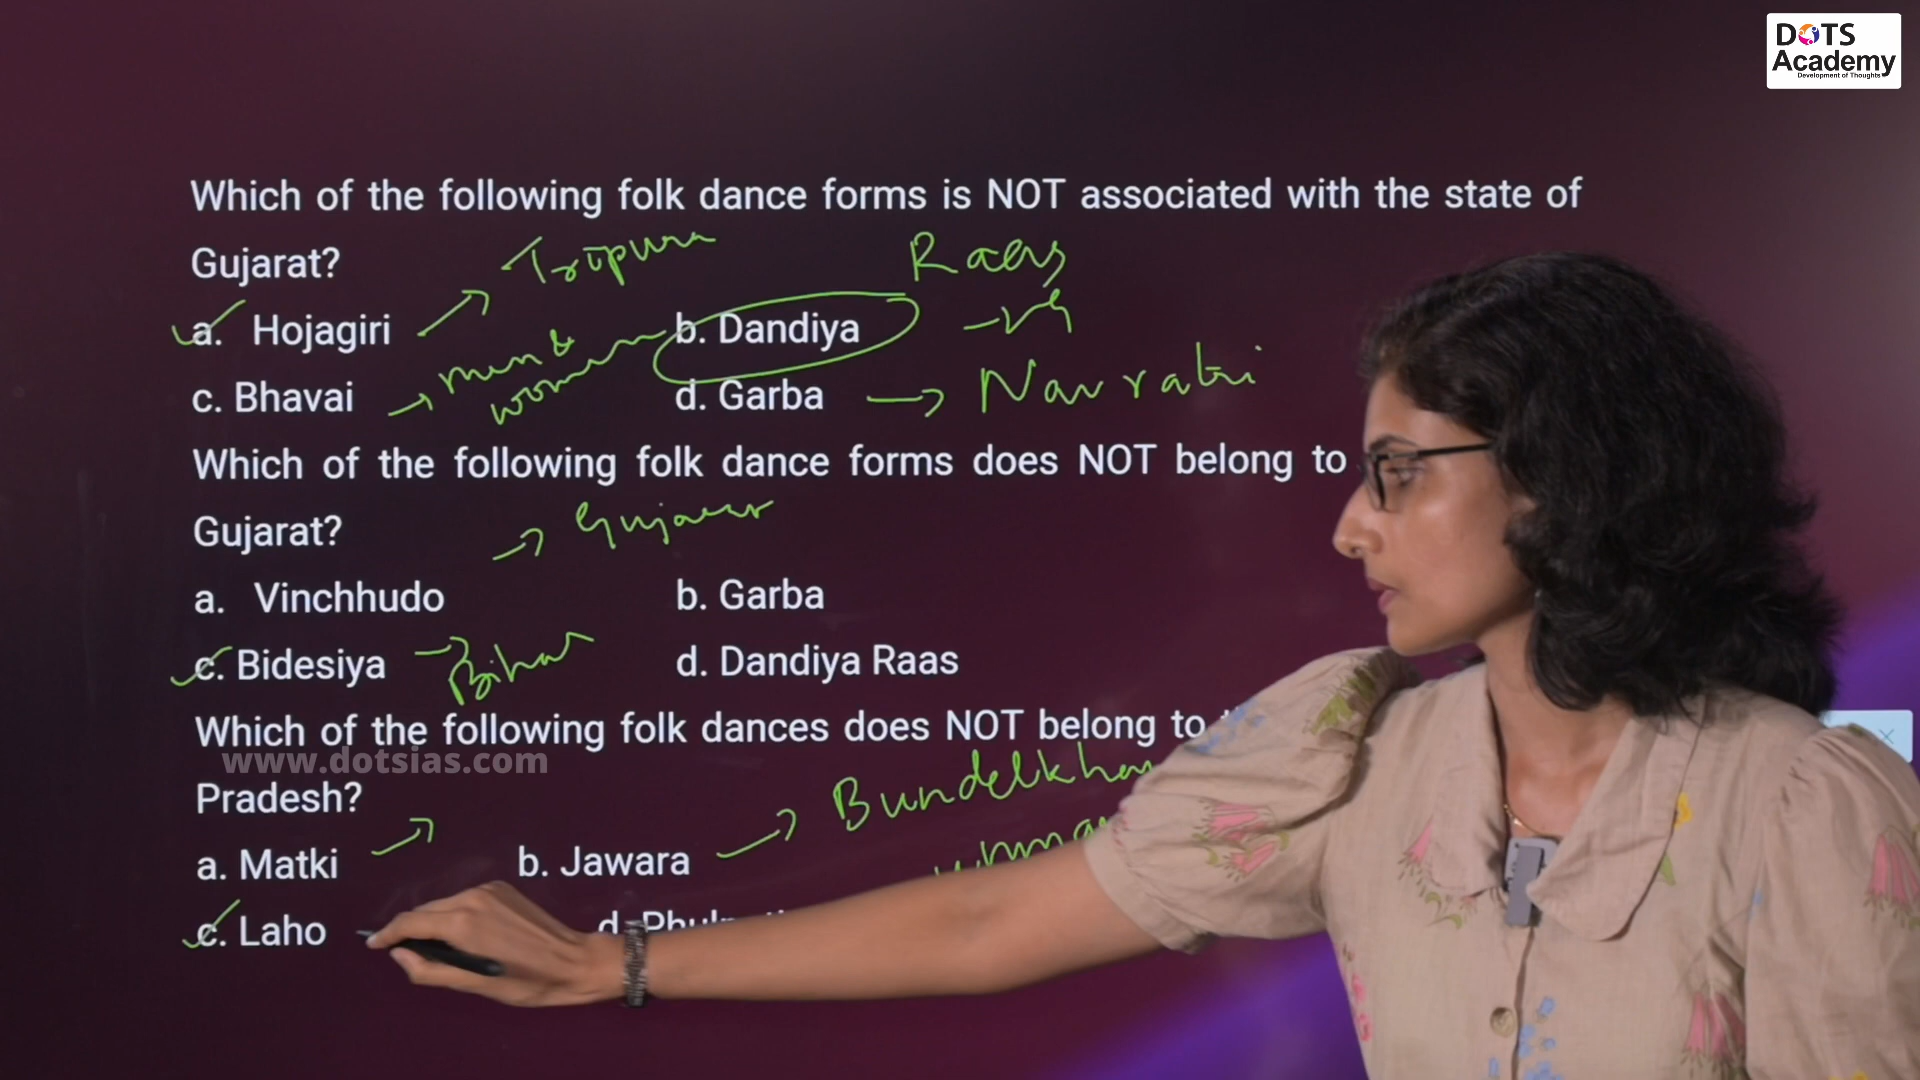 DOTS
Academy
Development of Thoughts
Which of the following folk dance forms is NOT associated with the state of
Gujarat?
Tripura
Raas
a. Hojagiri
b. Dandiya
men &
women
c. Bhavai
d. Garba
Navratri
Which of the following folk dance forms does NOT belong to
Gujarat?
Gujarat
a. Vinchhudo
b. Garba
c. Bidesiya
Bihar
d. Dandiya Raas
Which of the following folk dances does NOT belong to
www.dotsias.com
Pradesh?
Bundelkhan
a. Matki
b. Jawara
c. Laho
d.